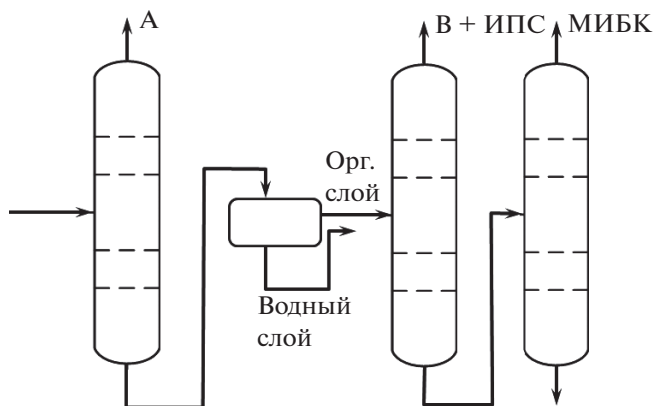 А
В + ИПС
МИБК
Орг.
слой
Водный
слой